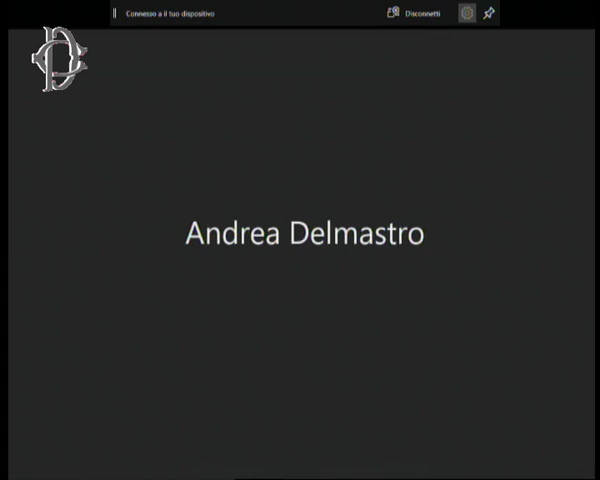 Connesso a il tuo dispositivo
Disconnetti
Andrea Delmastro